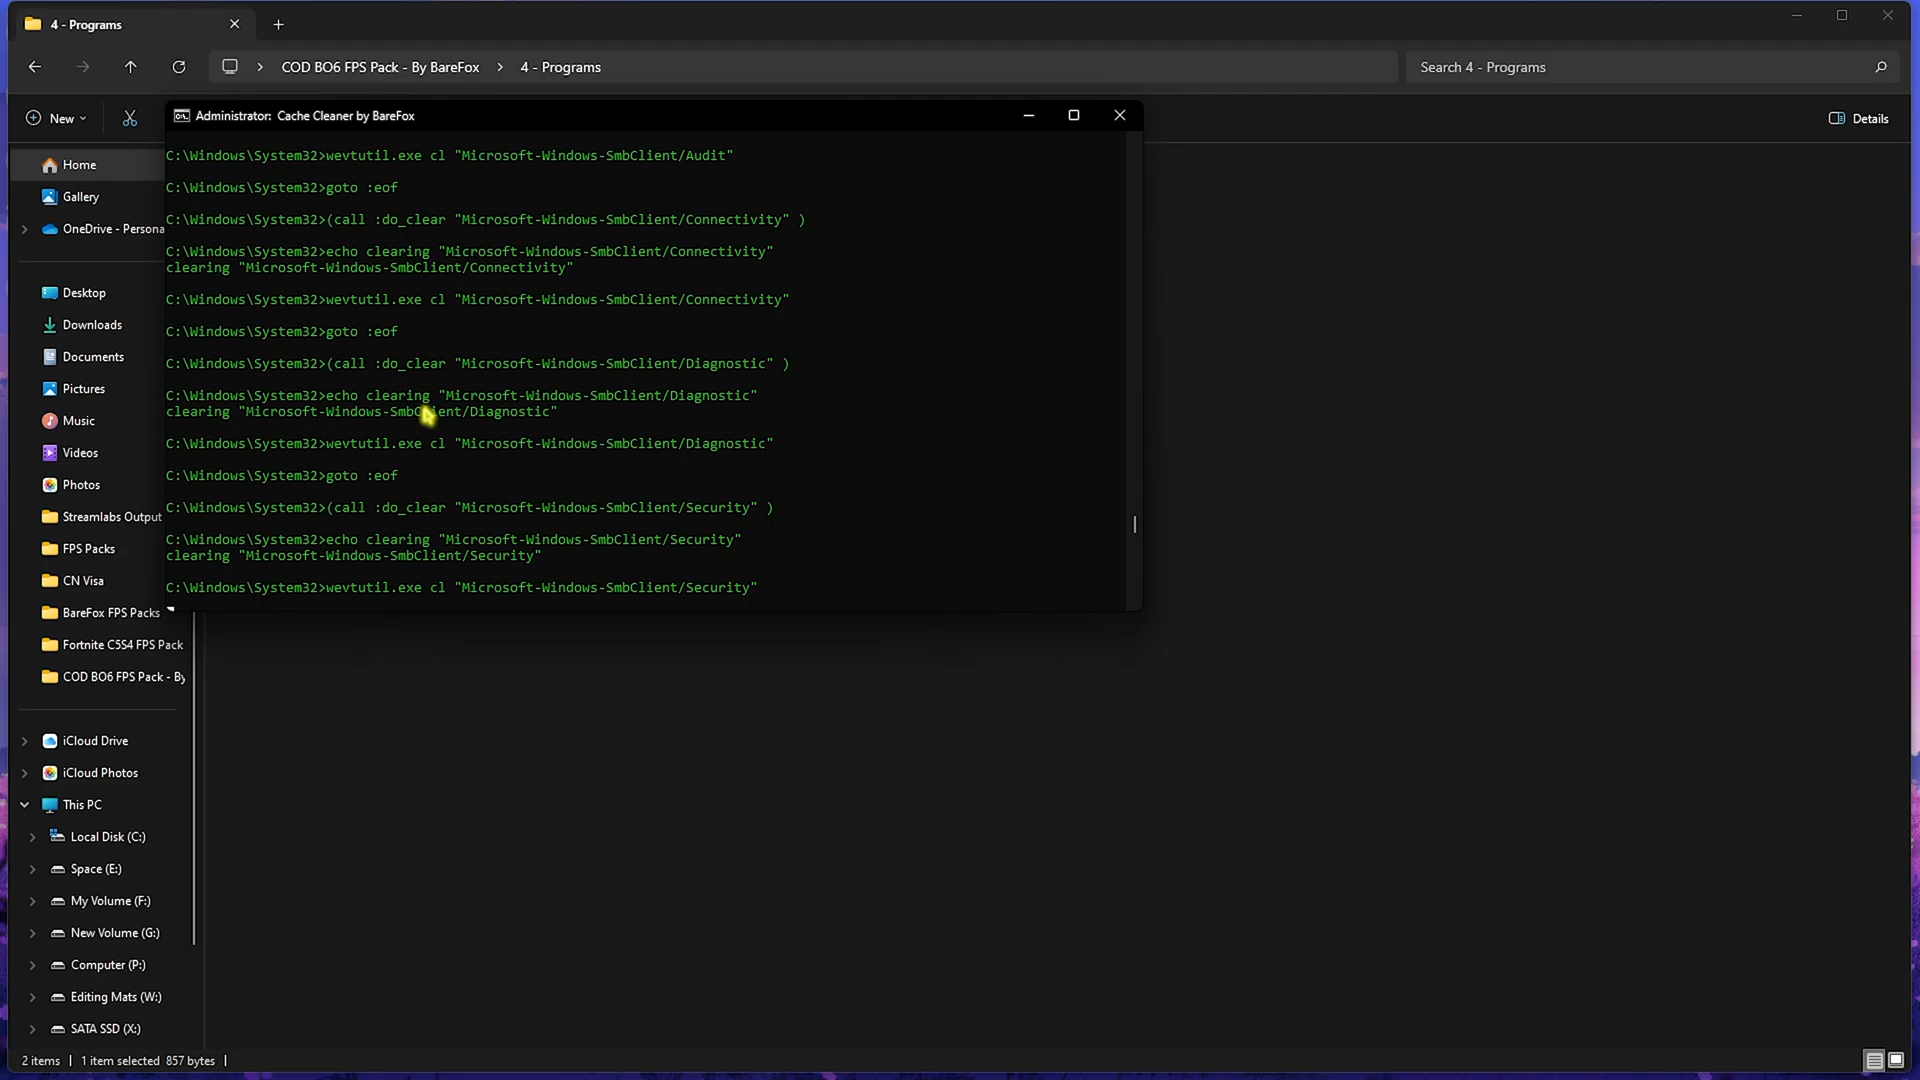 4 - Programs
COD BO6 FPS Pack - By BareFox
4 - Programs
Search 4 - Programs
New
Details
Administrator: Cache Cleaner by BareFox
C:\Windows\System32>wevtutil.exe cl "Microsoft-Windows-SmbClient/Audit"
C:\Windows\System32>goto :eof
C:\Windows\System32>(call :do_clear "Microsoft-Windows-SmbClient/Connectivity" )
C:\Windows\System32>echo clearing "Microsoft-Windows-SmbClient/Connectivity"
clearing "Microsoft-Windows-SmbClient/Connectivity"
C:\Windows\System32>wevtutil.exe cl "Microsoft-Windows-SmbClient/Connectivity"
C:\Windows\System32>goto :eof
C:\Windows\System32>(call :do_clear "Microsoft-Windows-SmbClient/Diagnostic" )
C:\Windows\System32>echo clearing "Microsoft-Windows-SmbClient/Diagnostic"
clearing "Microsoft-Windows-SmbClient/Diagnostic"
C:\Windows\System32>wevtutil.exe cl "Microsoft-Windows-SmbClient/Diagnostic"
C:\Windows\System32>goto :eof
C:\Windows\System32>(call :do_clear "Microsoft-Windows-SmbClient/Security" )
C:\Windows\System32>echo clearing "Microsoft-Windows-SmbClient/Security"
clearing "Microsoft-Windows-SmbClient/Security"
C:\Windows\System32>wevtutil.exe cl "Microsoft-Windows-SmbClient/Security"
Home
Gallery
OneDrive - Persona
Desktop
Downloads
Documents
Pictures
Music
Videos
Photos
Streamlabs Output
FPS Packs
CN Visa
BareFox FPS Packs
Fortnite C5S4 FPS Pack
COD BO6 FPS Pack - By
iCloud Drive
iCloud Photos
This PC
Local Disk (C:)
Space (E:)
My Volume (F:)
New Volume (G:)
Computer (P:)
Editing Mats (W:)
SATA SSD (X:)
2 items | 1 item selected 857 bytes |